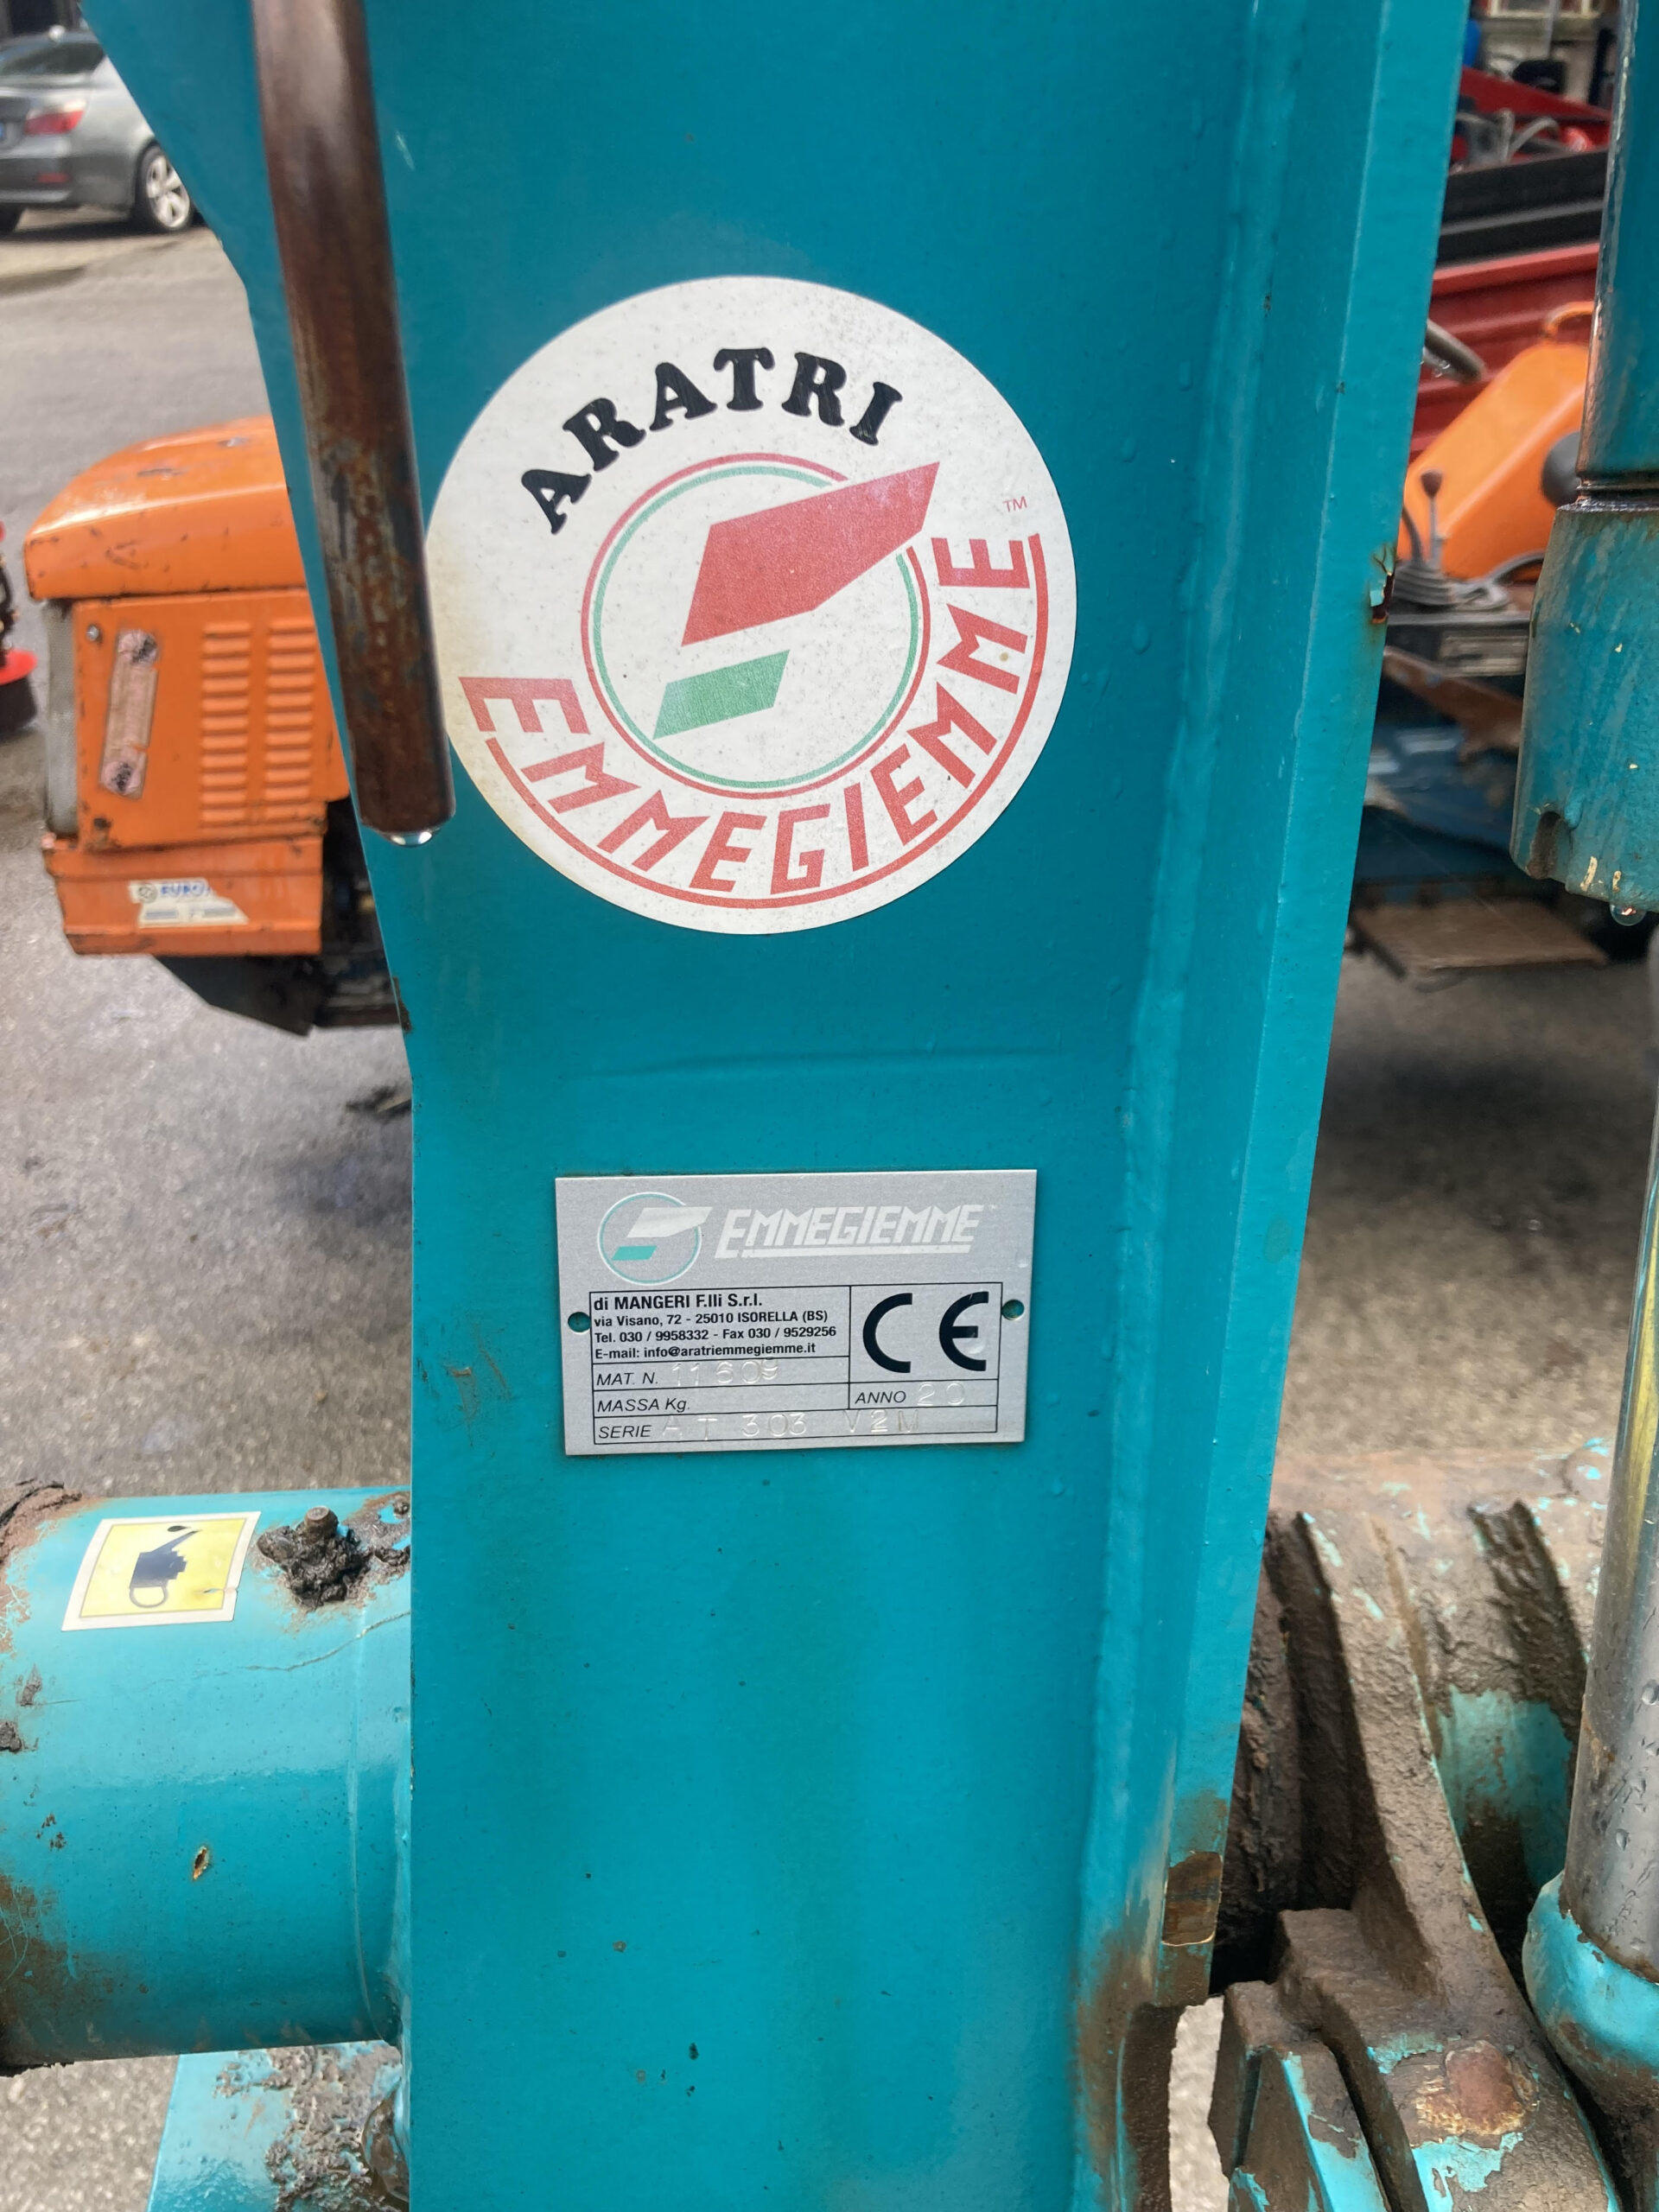 ARATRI
EMMEGIEMME
TM
EMMEGIEMME
di MANGERI F.lli S.r.l.
via Visano, 72 - 25010 ISORELLA (BS)
Tel. 030 / 9958332 - Fax 030 / 9529256
E-mail: info@aratriemmegiemme.it
CE
MAT. N. 11609
MASSA Kg.
ANNO 20
SERIE AT 303 V2M